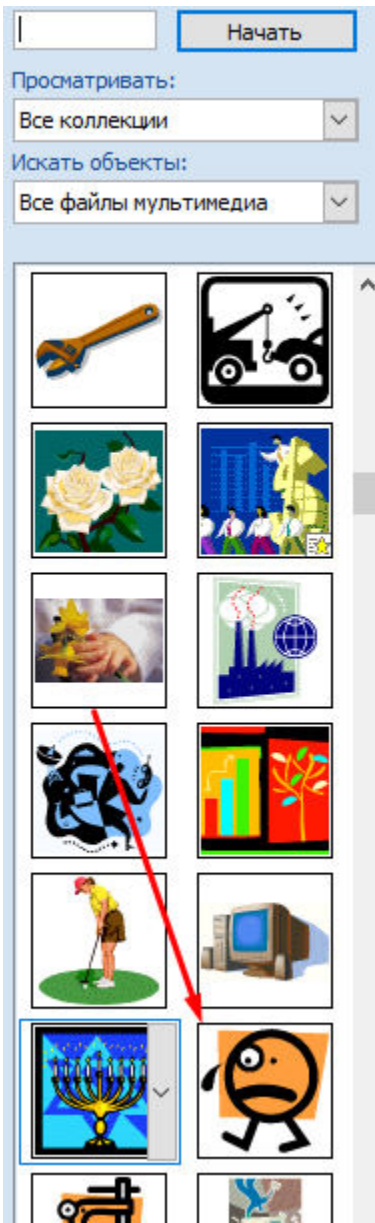 Начать
Просматривать:
Все коллекции
Искать объекты:
Все файлы мультимедиа